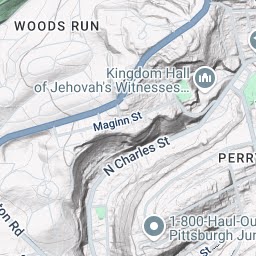 WOODS RUN
Kingdom Hall
of Jehovah's Witnesses...
Maginn St
N Charles St
PERR
ton Rd
1-800-Haul-Ou
Pittsburgh Jun